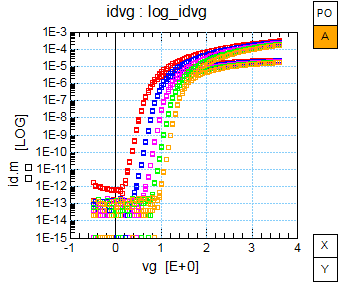 idvg : log_idvg
PO
A
1E-3
1E-4
1E-5
1E-6
1E-7
1E-8
1E-9
1E-10
1E-11
1E-12
1E-13
1E-14
1E-15
id.m [LOG]
-1 0 1 2 3 4
vg [E+0]
X
Y